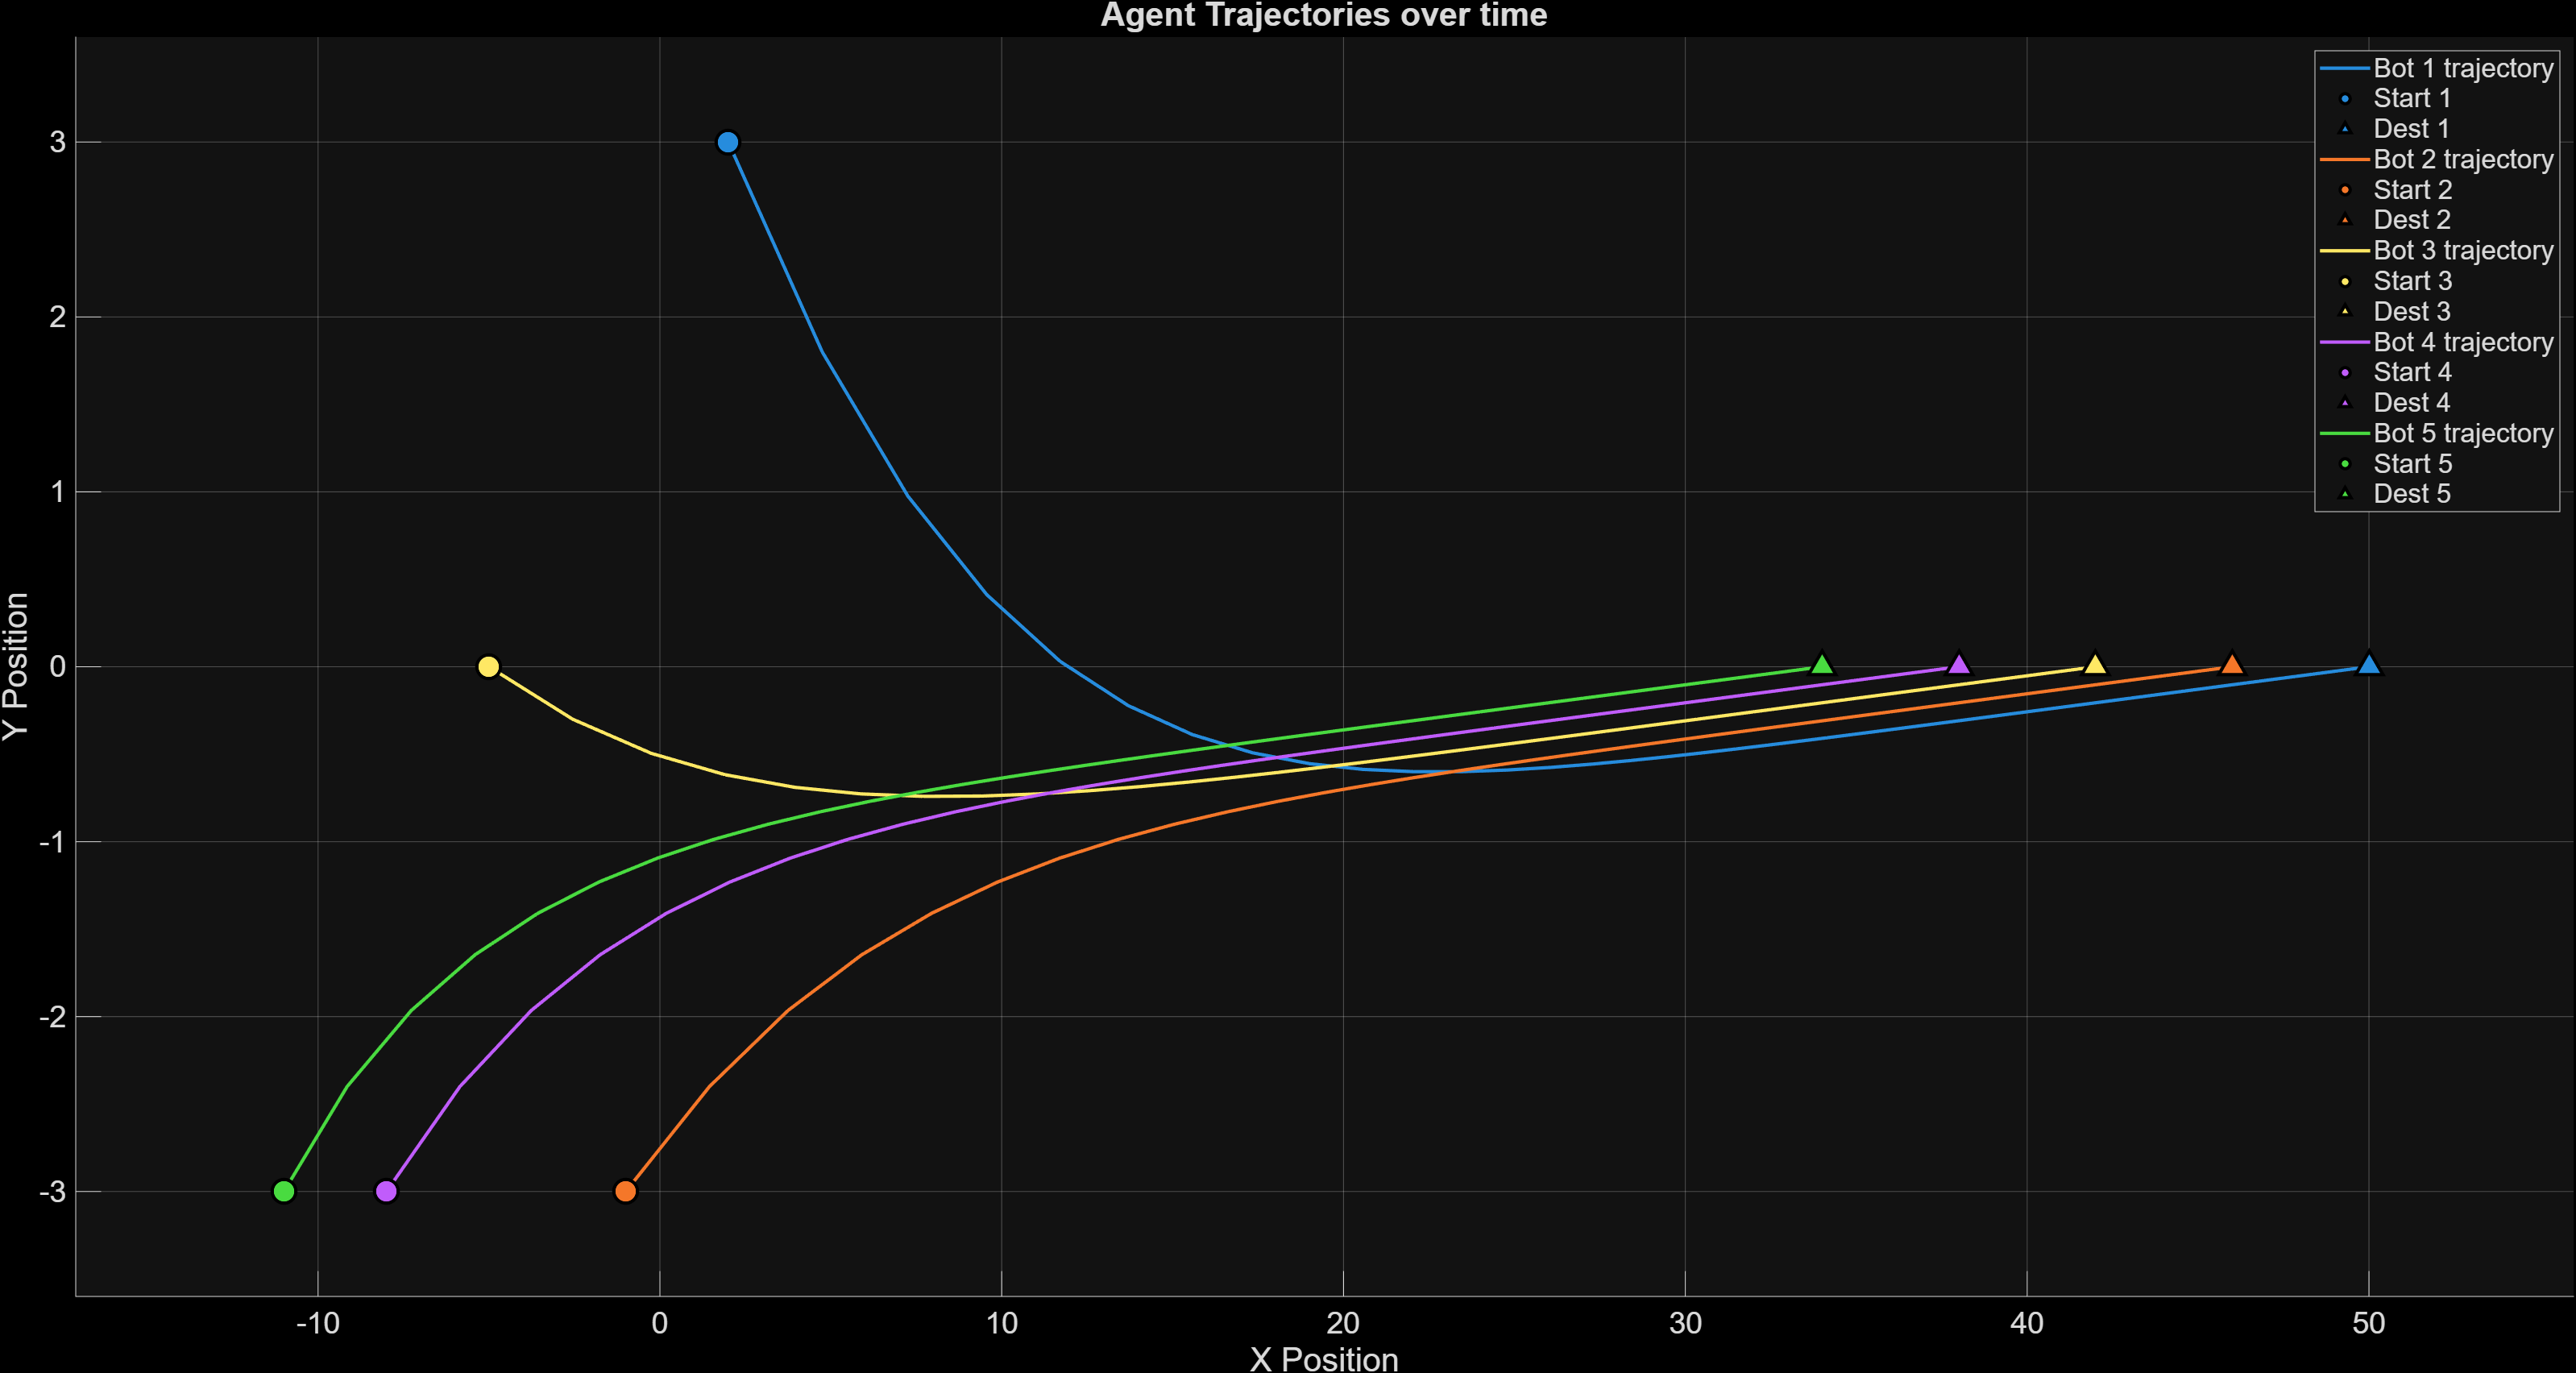 Agent Trajectories over time
Bot 1 trajectory
Start 1
Dest 1
Bot 2 trajectory
Start 2
Dest 2
Bot 3 trajectory
Start 3
Dest 3
Bot 4 trajectory
Start 4
Dest 4
Bot 5 trajectory
Start 5
Dest 5
Y Position
3
2
1
0
-1
-2
-3
-10 0 10 20 30 40 50
X Position